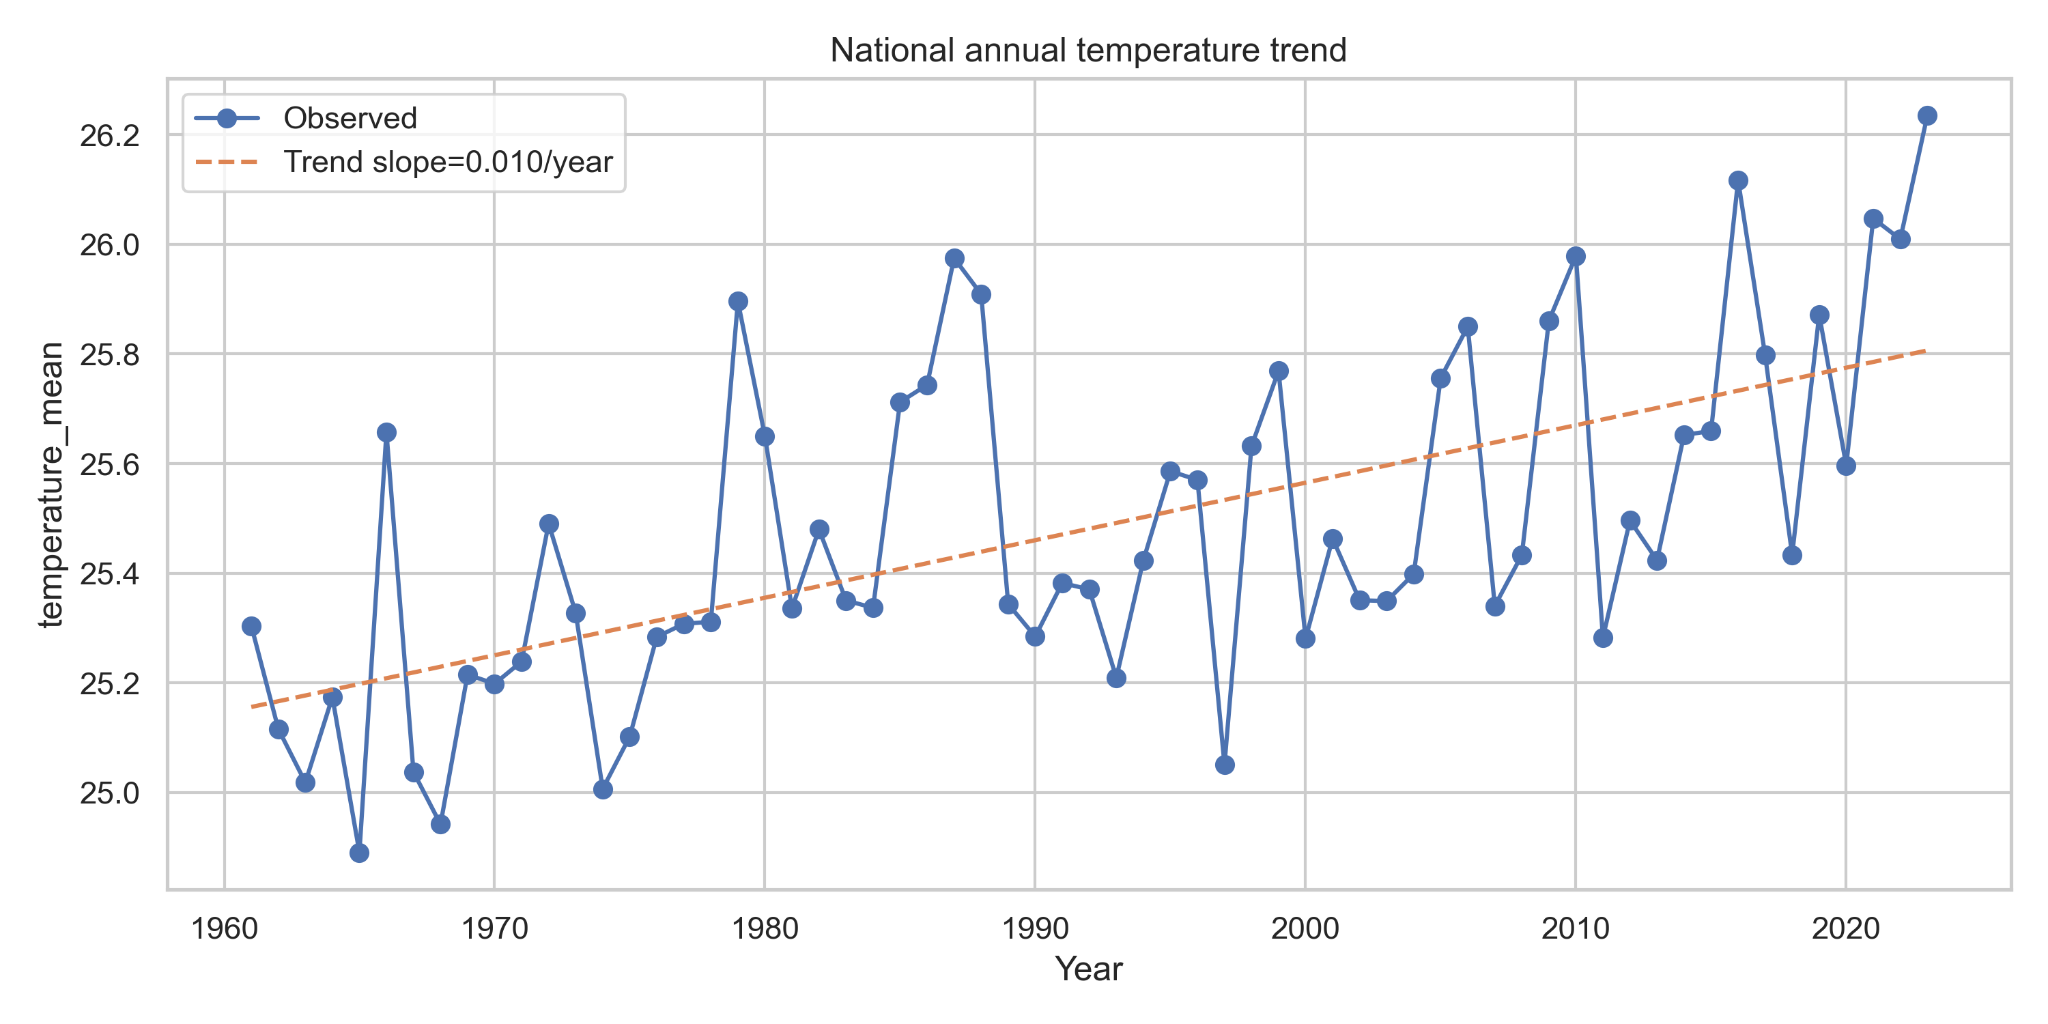 National annual temperature trend
Observed
Trend slope=0.010/year
26.2
26.0
25.8
25.6
25.4
25.2
25.0
temperature_mean
1960 1970 1980 1990 2000 2010 2020
Year